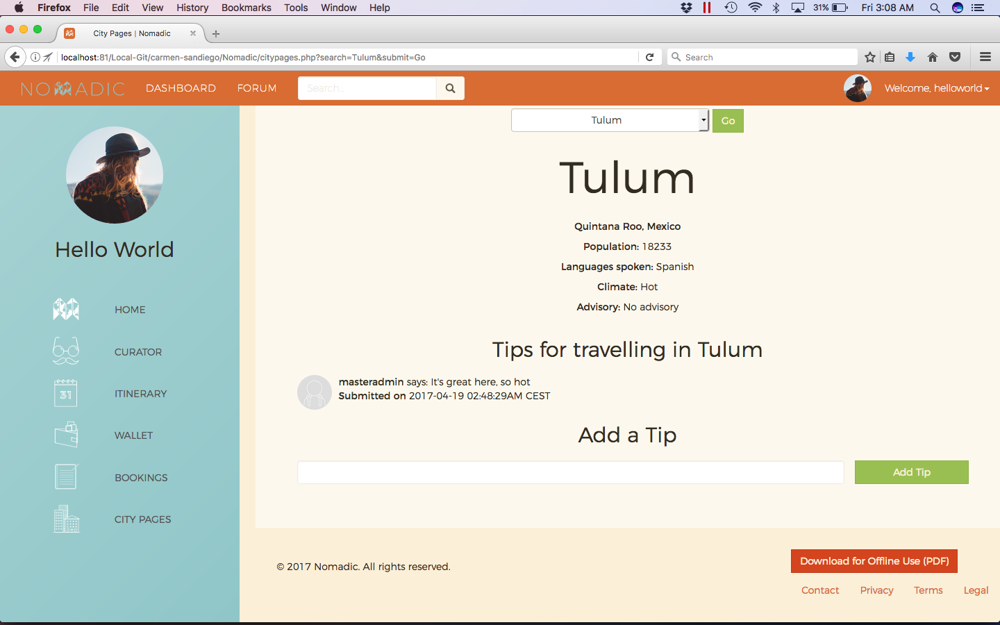 Firefox File Edit View History Bookmarks Tools Window Help 31% Fri 3:08 AM
City Pages | Nomadic
localhost:81/Local-Git/carmen-sandiego/Nomadic/citypages.php?search=Tulum&submit=Go
Search
NOMADIC DASHBOARD FORUM Search... Welcome, helloworld
Tulum Go
Hello World
HOME
CURATOR
31 ITINERARY
WALLET
BOOKINGS
CITY PAGES
Tulum
Quintana Roo, Mexico
Population: 18233
Languages spoken: Spanish
Climate: Hot
Advisory: No advisory
Tips for travelling in Tulum
masteradmin says: It's great here, so hot
Submitted on 2017-04-19 02:48:29AM CEST
Add a Tip
Add Tip
© 2017 Nomadic. All rights reserved.
Download for Offline Use (PDF)
Contact Privacy Terms Legal